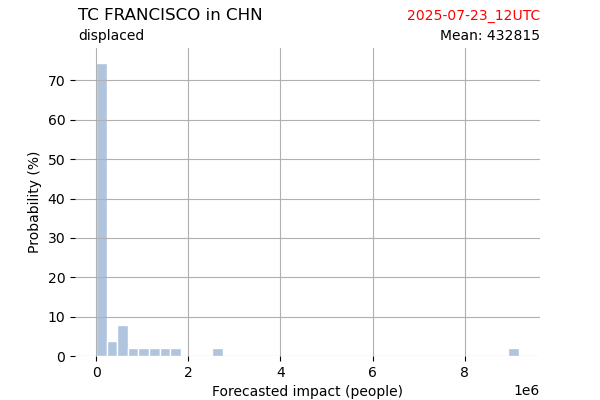 TC FRANCISCO in CHN
2025-07-23_12UTC
displaced
Mean: 432815
Probability (%)
70
60
50
40
30
20
10
0
0 2 4 6 8
1e6
Forecasted impact (people)